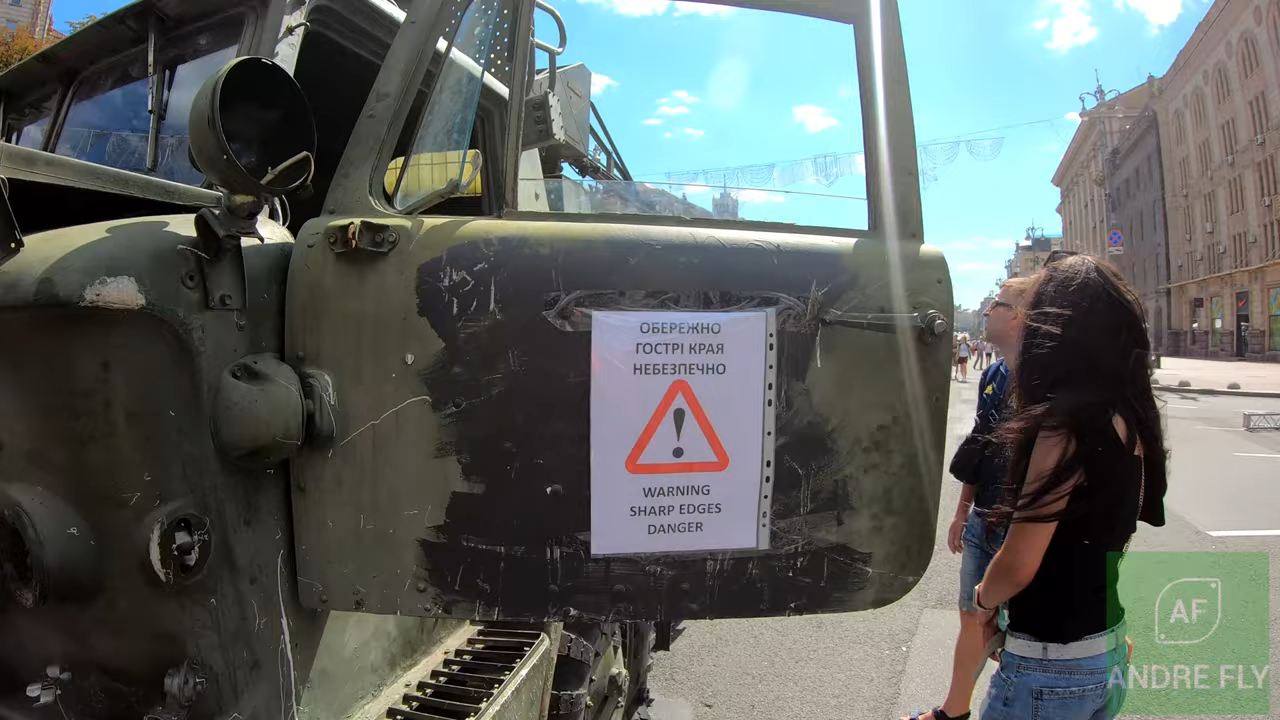 ОБЕРЕЖНО
ГОСТРІ КРАЯ
НЕБЕЗПЕЧНО
!
WARNING
SHARP EDGES
DANGER
AF
ANDRE FLY